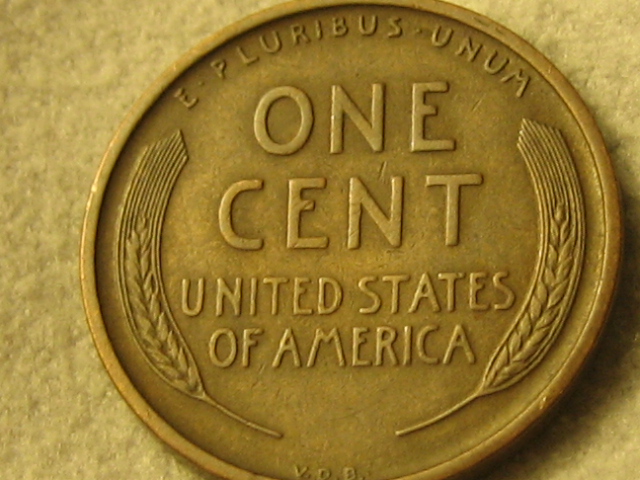 E · PLURIBUS · UNUM
ONE
CENT
UNITED STATES
OF AMERICA
V.D.B.